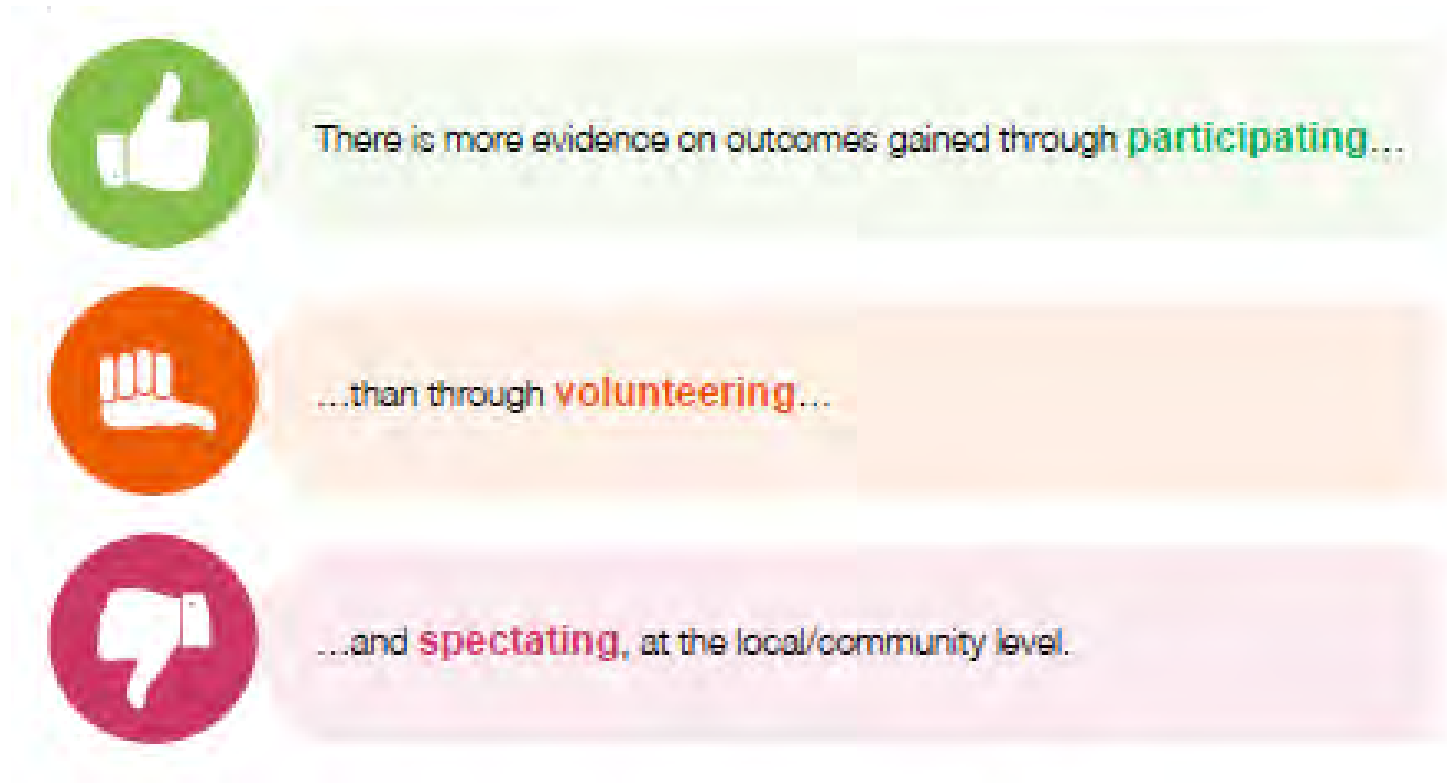 There is more evidence on outcomes gained through participating...
...than through volunteering...
...and spectating, at the local/community level.